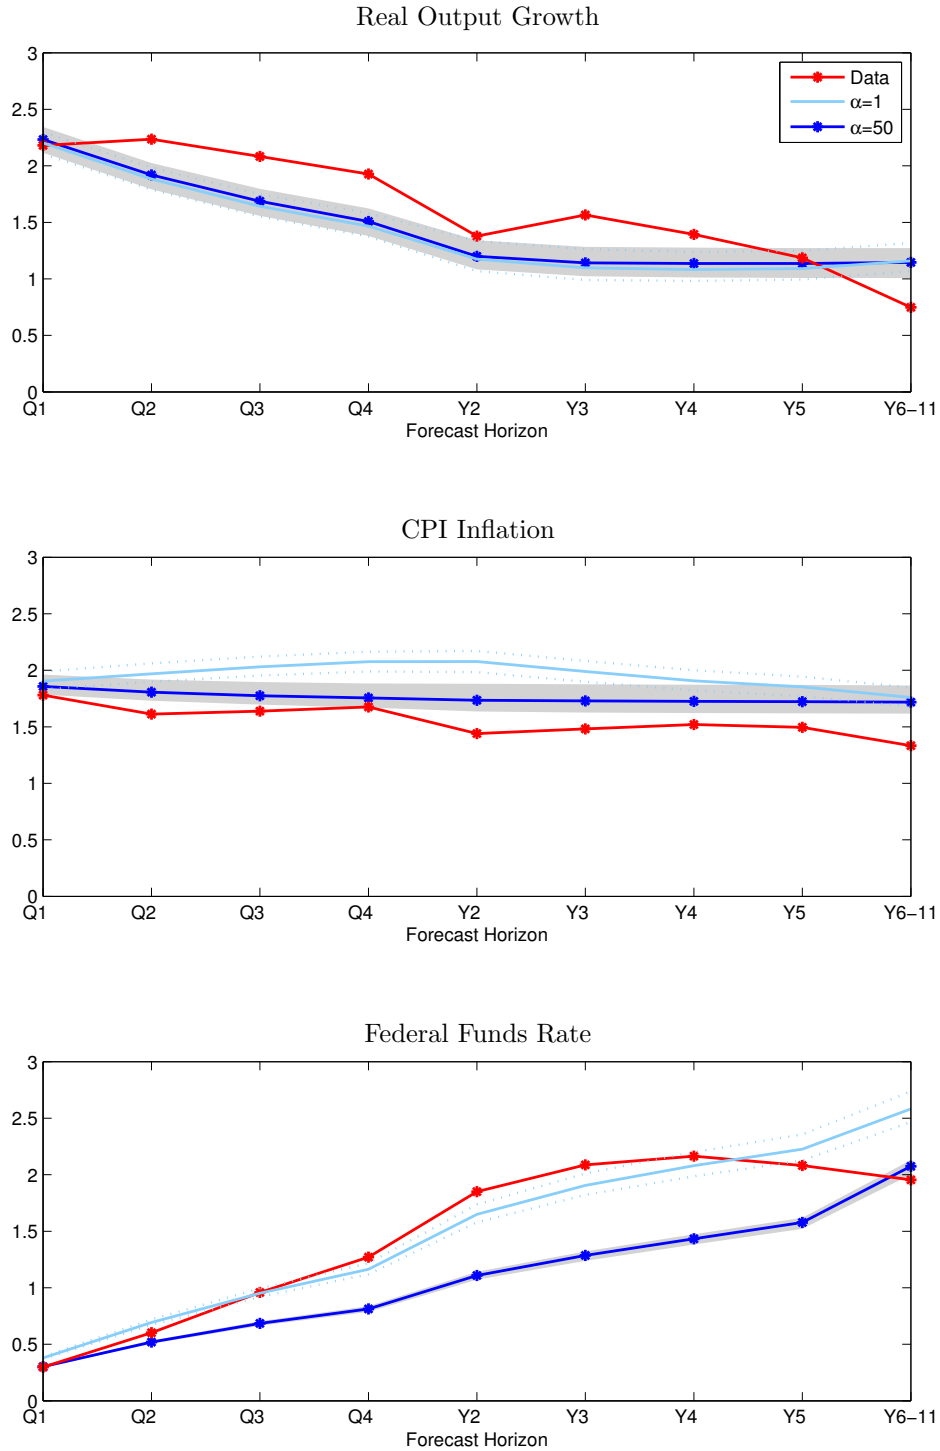 Real Output Growth
3
2.5
2
1.5
1
0.5
0
Data
α=1
α=50
Q1 Q2 Q3 Q4 Y2 Y3 Y4 Y5 Y6−11
Forecast Horizon
CPI Inflation
3
2.5
2
1.5
1
0.5
0
Q1 Q2 Q3 Q4 Y2 Y3 Y4 Y5 Y6−11
Forecast Horizon
Federal Funds Rate
3
2.5
2
1.5
1
0.5
0
Q1 Q2 Q3 Q4 Y2 Y3 Y4 Y5 Y6−11
Forecast Horizon